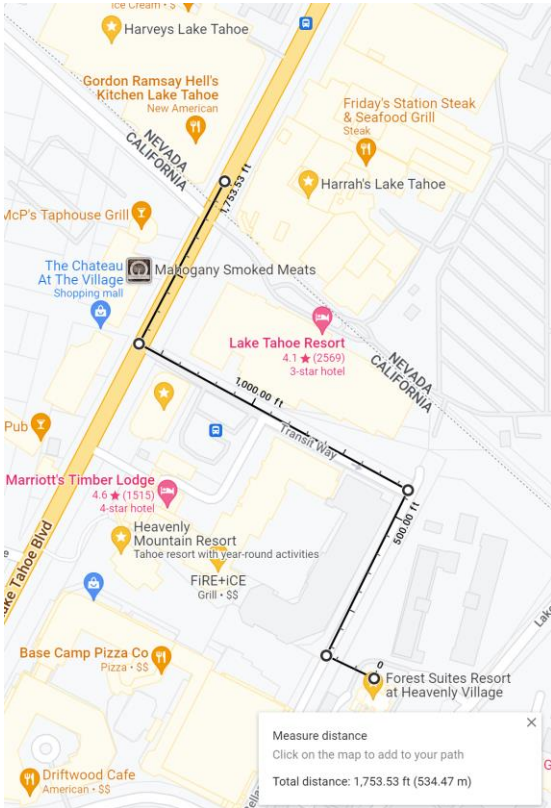 Ice Cream • $
Harveys Lake Tahoe
Gordon Ramsay Hell's
Kitchen Lake Tahoe
New American
Friday's Station Steak
& Seafood Grill
Steak
NEVADA
CALIFORNIA
1,753.53 ft
Harrah's Lake Tahoe
McP's Taphouse Grill
The Chateau
At The Village
Shopping mall
Mahogany Smoked Meats
Lake Tahoe Resort
4.1 ★ (2569)
3-star hotel
NEVADA
CALIFORNIA
1,000.00 ft
Pub
Transit Way
Marriott's Timber Lodge
4.6 ★ (1515)
4-star hotel
500.00 ft
Heavenly
Mountain Resort
Tahoe resort with year-round activities
FiRE+iCE
Grill • $$
ake Tahoe Blvd
Lake
Base Camp Pizza Co
Pizza • $$
0
Forest Suites Resort
at Heavenly Village
Measure distance
Click on the map to add to your path
Total distance: 1,753.53 ft (534.47 m)
G
Driftwood Cafe
American • $$